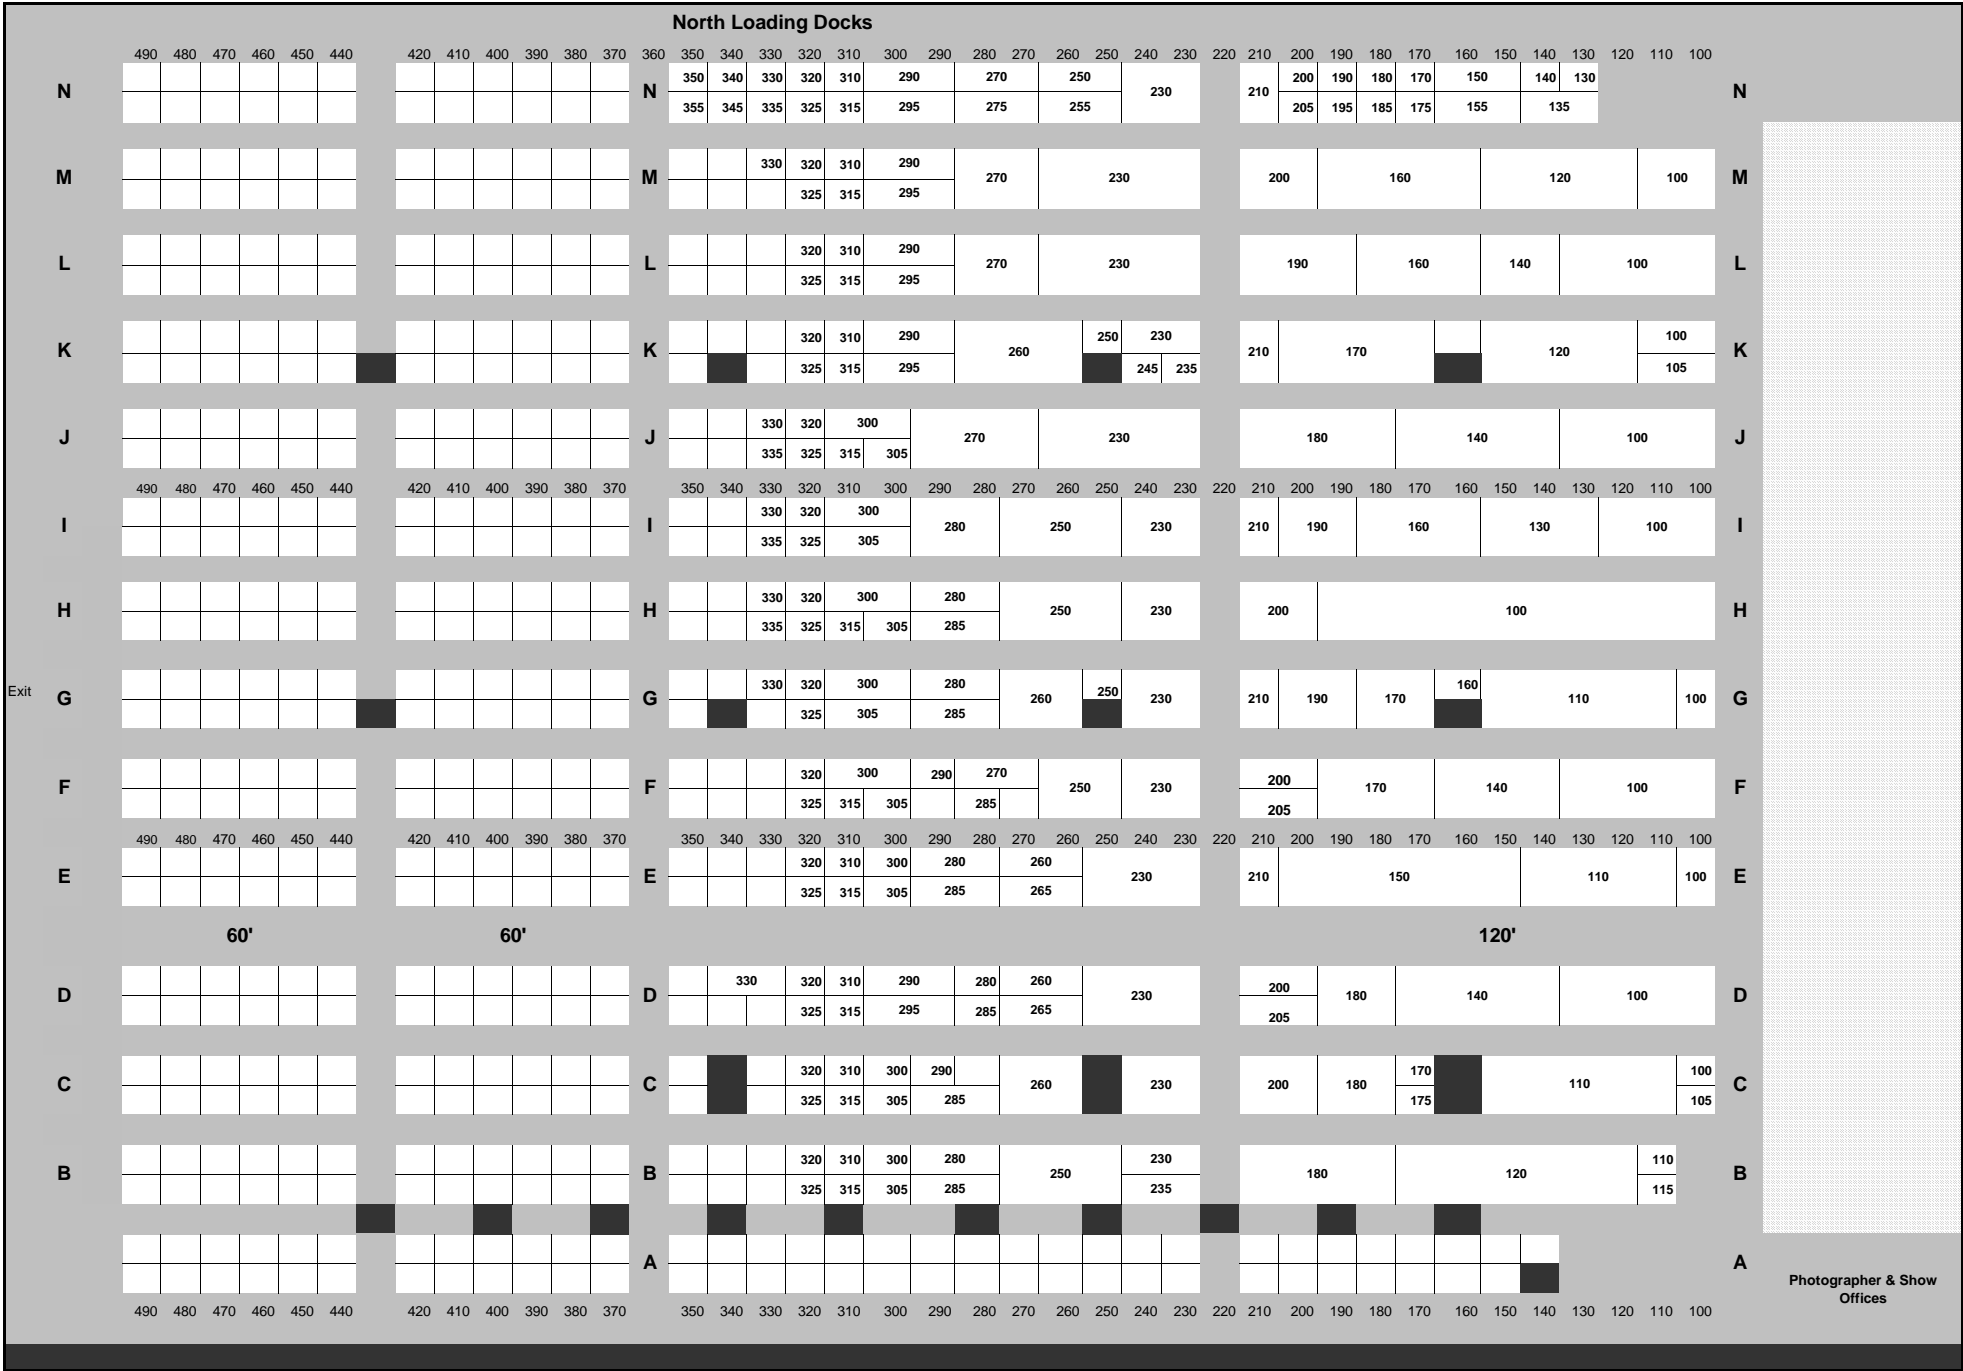 North Loading Docks
490 480 470 460 450 440 420 410 400 390 380 370 360 350 340 330 320 310 300 290 280 270 260 250 240 230 220 210 200 190 180 170 160 150 140 130 120 110 100
350 340 330 320 310 290 270 250 200 190 180 170 150 140 130
N N 230 210 N
355 345 335 325 315 295 275 255 205 195 185 175 155 135
330 320 310 290
M M 270 230 200 160 120 100 M
325 315 295
320 310 290
L L 270 230 190 160 140 100 L
325 315 295
320 310 290 250 230 100
K K 260 210 170 120 K
325 315 295 245 235 105
330 320 300
J J 270 230 180 140 100 J
335 325 315 305
490 480 470 460 450 440 420 410 400 390 380 370 350 340 330 320 310 300 290 280 270 260 250 240 230 220 210 200 190 180 170 160 150 140 130 120 110 100
330 320 300
I I 280 250 230 210 190 160 130 100 I
335 325 305
330 320 300 280
H H 250 230 200 100 H
335 325 315 305 285
330 320 300 280 160
Exit G G 260 250 230 210 190 170 110 100 G
325 305 285
320 300 290 270 200
F F 250 230 170 140 100 F
325 315 305 285 205
490 480 470 460 450 440 420 410 400 390 380 370 350 340 330 320 310 300 290 280 270 260 250 240 230 220 210 200 190 180 170 160 150 140 130 120 110 100
320 310 300 280 260
E E 230 210 150 110 100 E
325 315 305 285 265
60' 60' 120'
330 320 310 290 280 260 200
D D 230 180 140 100 D
325 315 295 285 265 205
320 310 300 290 170 100
C C 260 230 200 180 110 C
325 315 305 285 175 105
320 310 300 280 230 110
B B 250 180 120 B
325 315 305 285 235 115
A A
Photographer & Show
Offices
490 480 470 460 450 440 420 410 400 390 380 370 350 340 330 320 310 300 290 280 270 260 250 240 230 220 210 200 190 180 170 160 150 140 130 120 110 100